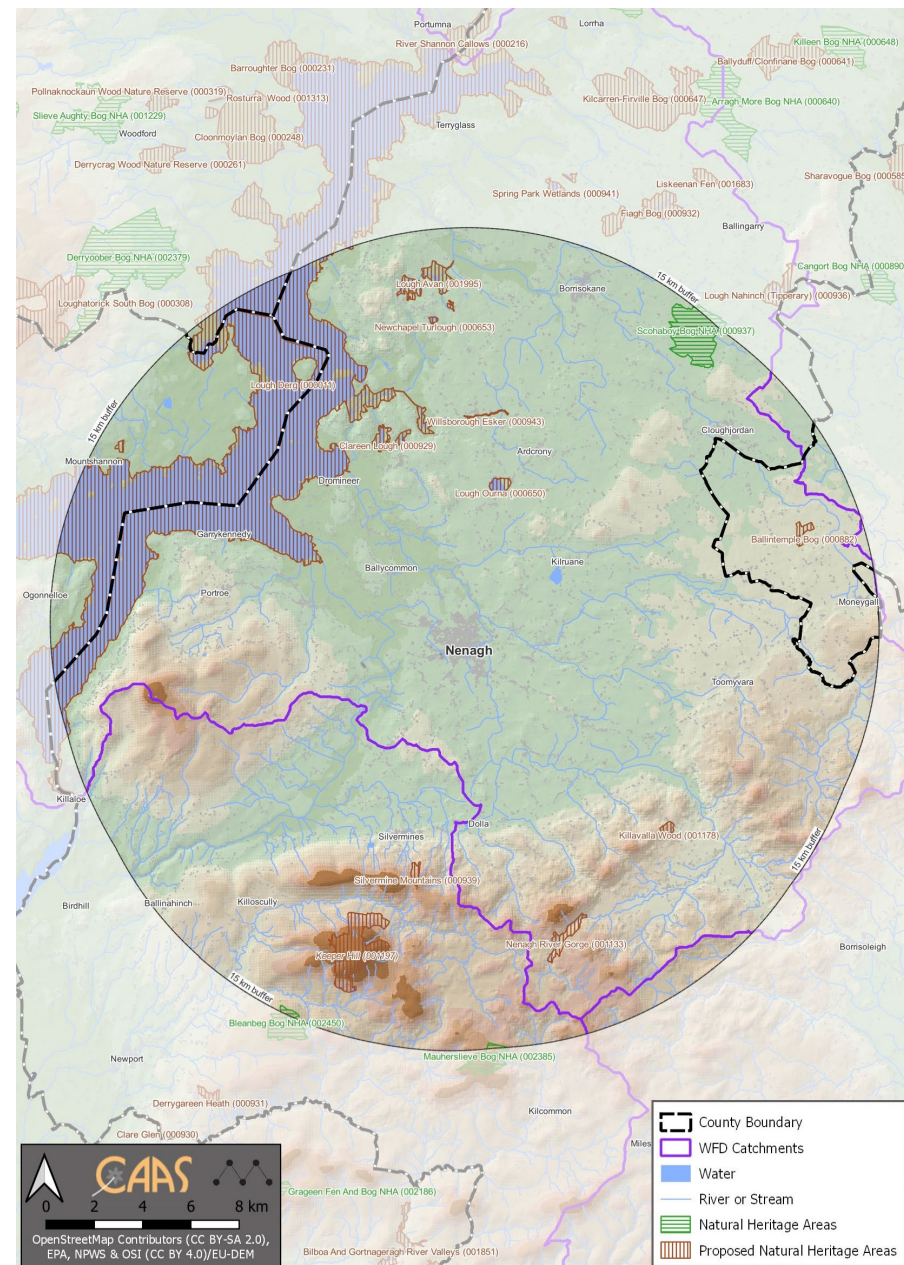 Portumna
Lorrha
River Shannon Callows (000216)
Killeen Bog NHA (000648)
Ballyduff/Clonfinane Bog (000641)
Barroughter Bog (000231)
Pollnaknockaun Wood Nature Reserve (000319)
Rosturra Wood (001313)
Kilcarren-Firville Bog (000647)
Arragh More Bog NHA (000640)
Slieve Aughty Bog NHA (001229)
Woodford
Cloonmoylan Bog (000248)
Terryglass
Derrycrag Wood Nature Reserve (000261)
Sharavogue Bog (000585
Liskeenan Fen (001683)
Spring Park Wetlands (000941)
Fiagh Bog (000932)
Ballingarry
Derryoober Bog NHA (002379)
Cangort Bog NHA (000890
15 km buffer
Lough Avan (001995)
Borrisokane
Lough Nahinch (Tipperary) (000936)
Loughatorick South Bog (000308)
Newchapel Turlough (000653)
Scohaboy Bog NHA (000937)
Lough Derg (000011)
15 km buffer
Willsborough Esker (000943)
Cloughjordan
Clareen Lough (000929)
Ardcrony
Mountshannon
Dromineer
Lough Ourna (000650)
Garrykennedy
Ballintemple Bog (000882)
Ballycommon
Kilruane
Ogonnelloe
Portroe
Moneygall
Nenagh
Toomyvara
Killaloe
Dolla
Silvermines
Killavalla Wood (001178)
15 km buffer
Silvermine Mountains (000939)
Birdhill
Ballinahinch
Killoscully
Nenagh River Gorge (001133)
Borrisoleigh
Keeper Hill (001197)
15 km buffer
Bleanbeg Bog NHA (002450)
Newport
Mauherslieve Bog NHA (002385)
Derrygareen Heath (000931)
Kilcommon
Clare Glen (000930)
Miles
Grageen Fen And Bog NHA (002186)
Bilboa And Gortnageragh River Valleys (001851)
CAAS
0 2 4 6 8 km
OpenStreetMap Contributors (CC BY-SA 2.0),
EPA, NPWS & OSI (CC BY 4.0)/EU-DEM
County Boundary
WFD Catchments
Water
River or Stream
Natural Heritage Areas
Proposed Natural Heritage Areas